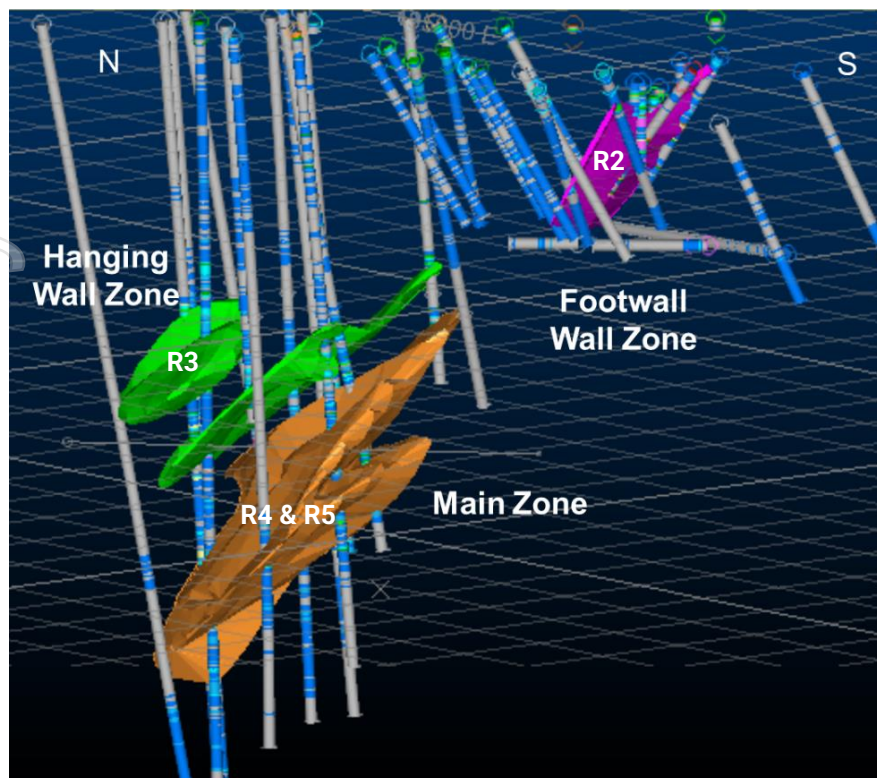 N
S
R2
Hanging
Wall Zone
Footwall
Wall Zone
R3
Main Zone
R4 & R5